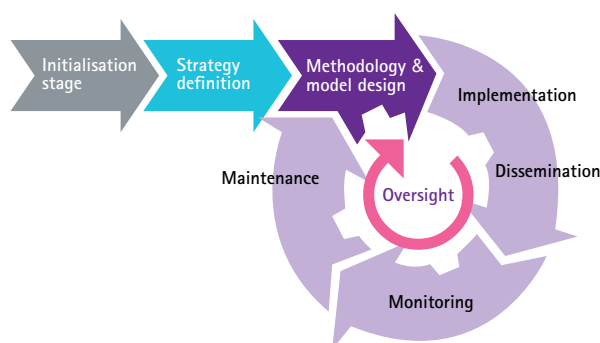 Initialisation
stage
Strategy
definition
Methodology &
model design
Implementation
Dissemination
Maintenance
Oversight
Monitoring